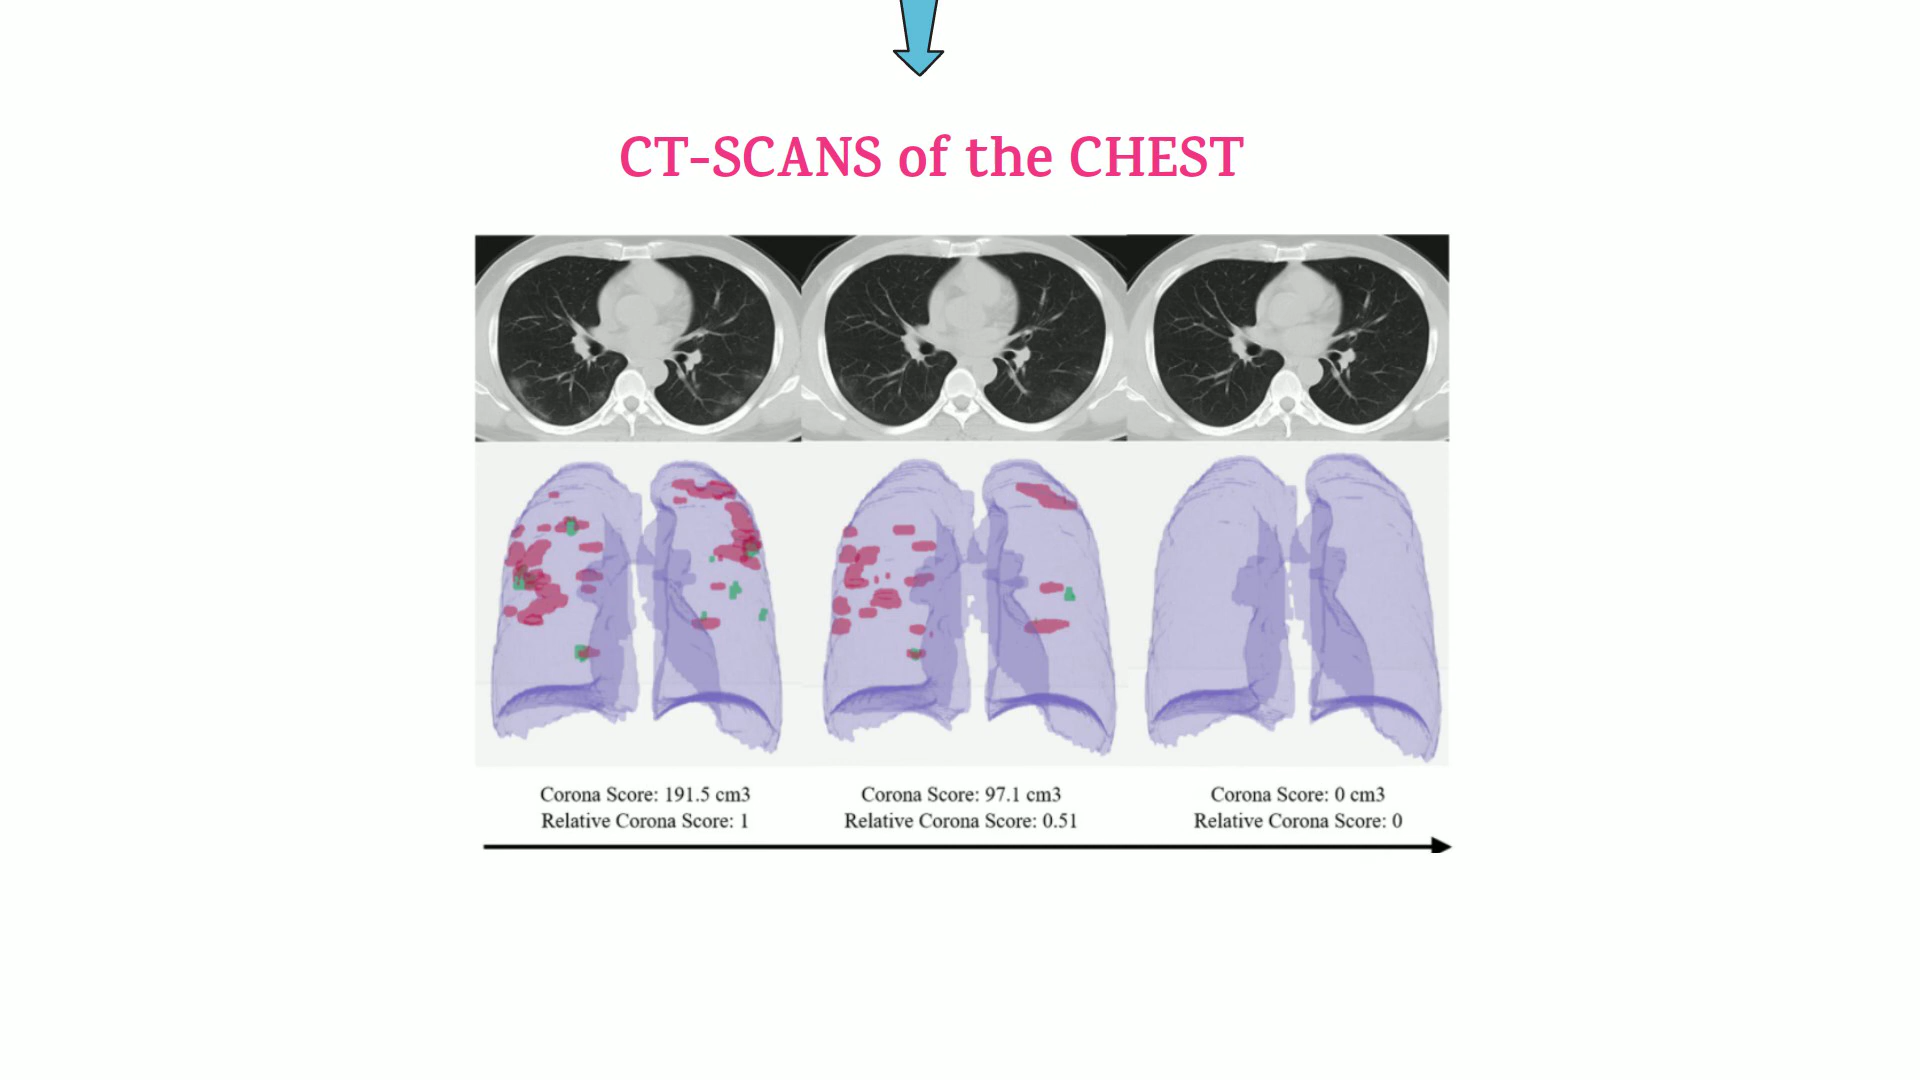 CT-SCANS of the CHEST
Corona Score: 191.5 cm3
Relative Corona Score: 1
Corona Score: 97.1 cm3
Relative Corona Score: 0.51
Corona Score: 0 cm3
Relative Corona Score: 0